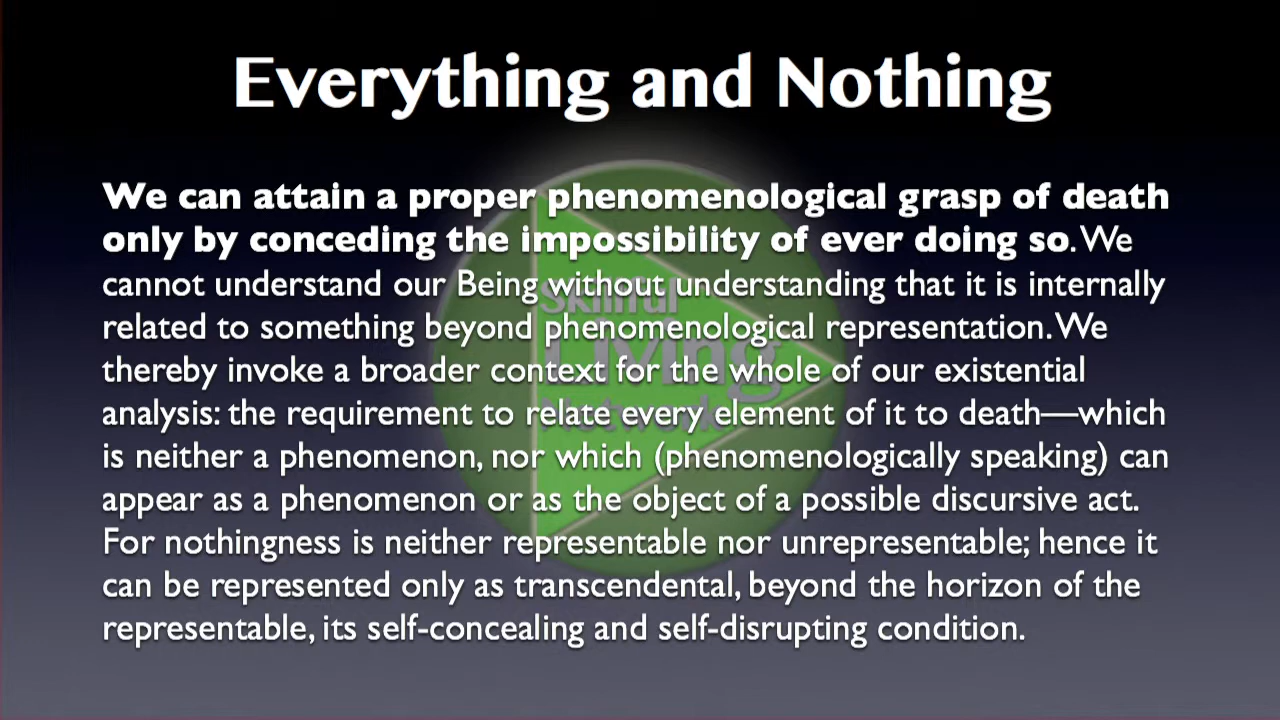 Everything and Nothing
We can attain a proper phenomenological grasp of death
only by conceding the impossibility of ever doing so. We
cannot understand our Being without understanding that it is internally
related to something beyond phenomenological representation. We
thereby invoke a broader context for the whole of our existential
analysis: the requirement to relate every element of it to death—which
is neither a phenomenon, nor which (phenomenologically speaking) can
appear as a phenomenon or as the object of a possible discursive act.
For nothingness is neither representable nor unrepresentable; hence it
can be represented only as transcendental, beyond the horizon of the
representable, its self-concealing and self-disrupting condition.
Skillful
Living
Network